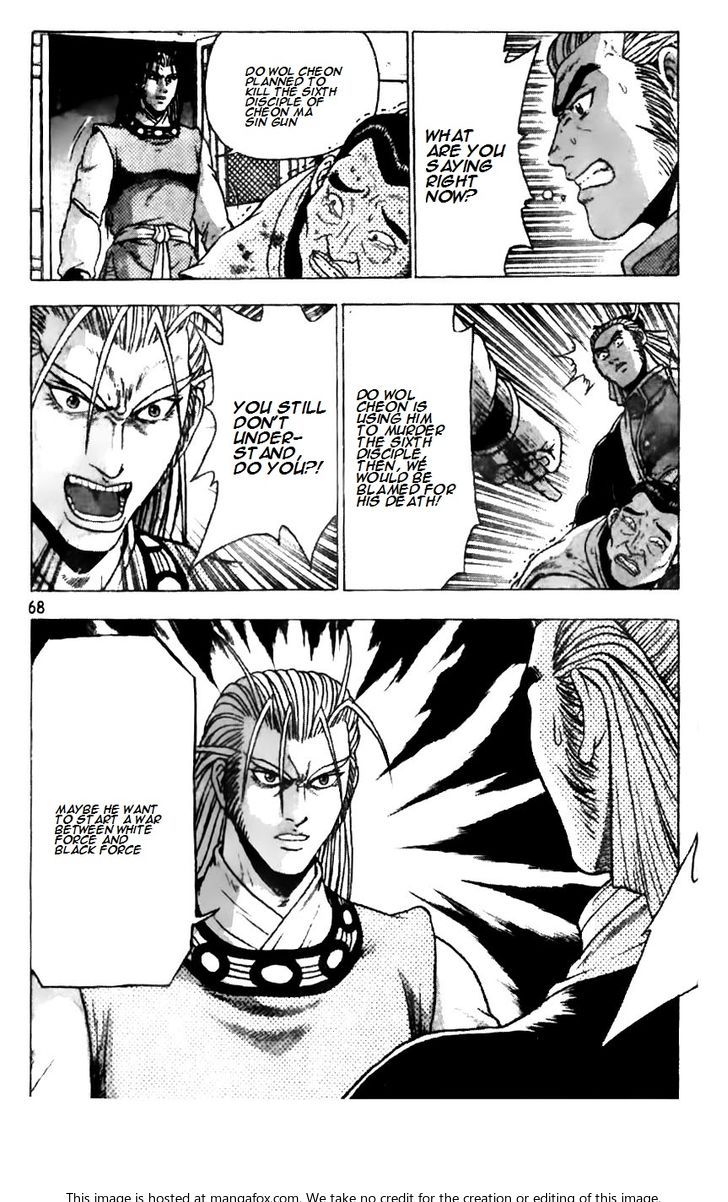 DO WOL CHEON
PLANNED TO
KILL THE SIXTH
DISCIPLE OF
CHEON MA
SIN GUN
WHAT
ARE YOU
SAYING
RIGHT
NOW?
YOU STILL
DON'T
UNDER-
STAND,
DO YOU?!
DO WOL
CHEON IS
USING HIM
TO MURDER
THE SIXTH
DISCIPLE,
THEN, WE
WOULD BE
BLAMED FOR
HIS DEATH!
68
MAYBE HE WANT
TO START A WAR
BETWEEN WHITE
FORCE AND
BLACK FORCE
This image is hosted at mangafox.com. We take no credit for the creation or editing of this image.